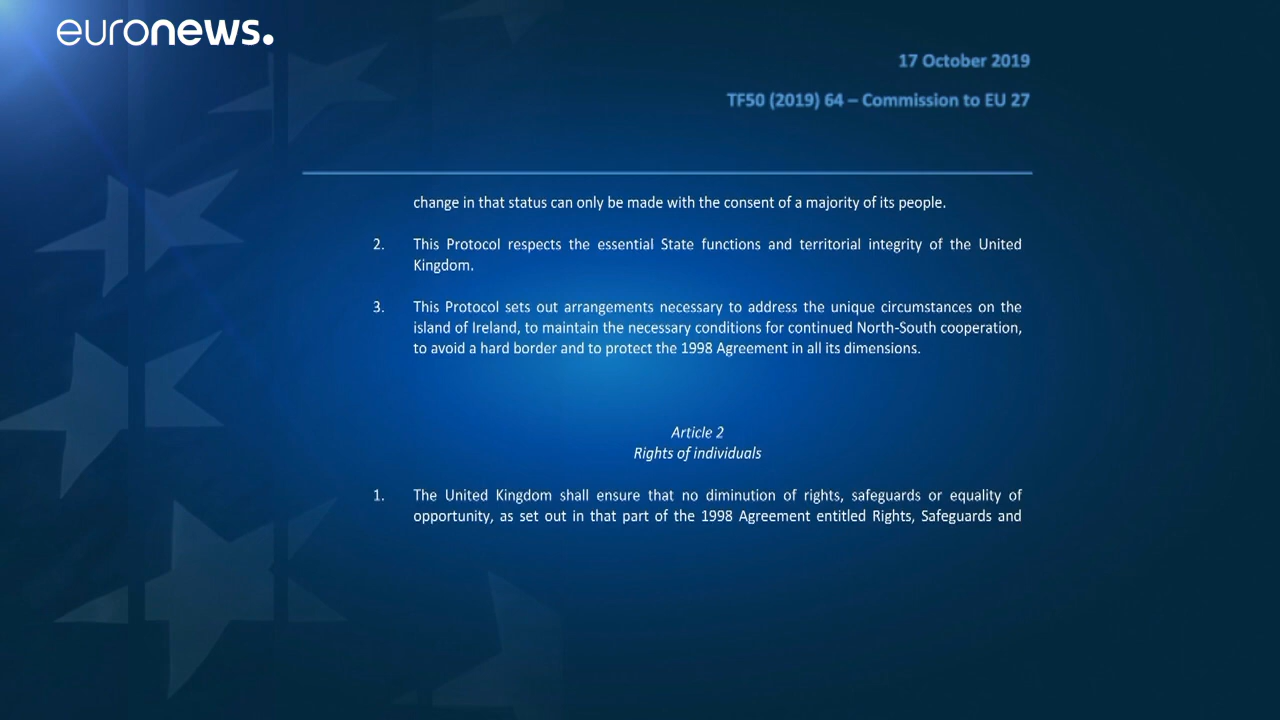 euronews.
17 October 2019
TF50 (2019) 64 – Commission to EU 27
change in that status can only be made with the consent of a majority of its people.
2. This Protocol respects the essential State functions and territorial integrity of the United
Kingdom.
3. This Protocol sets out arrangements necessary to address the unique circumstances on the
island of Ireland, to maintain the necessary conditions for continued North-South cooperation,
to avoid a hard border and to protect the 1998 Agreement in all its dimensions.
Article 2
Rights of individuals
1. The United Kingdom shall ensure that no diminution of rights, safeguards or equality of
opportunity, as set out in that part of the 1998 Agreement entitled Rights, Safeguards and